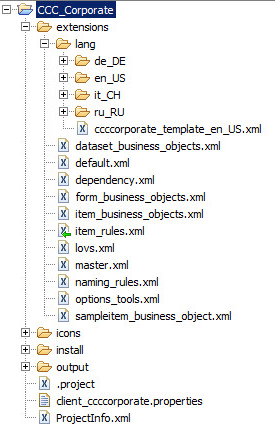 CCC_Corporate
extensions
lang
de_DE
en_US
it_CH
ru_RU
ccccorporate_template_en_US.xml
dataset_business_objects.xml
default.xml
dependency.xml
form_business_objects.xml
item_business_objects.xml
item_rules.xml
lovs.xml
master.xml
naming_rules.xml
options_tools.xml
sampleitem_business_object.xml
icons
install
output
.project
client_ccccorporate.properties
ProjectInfo.xml